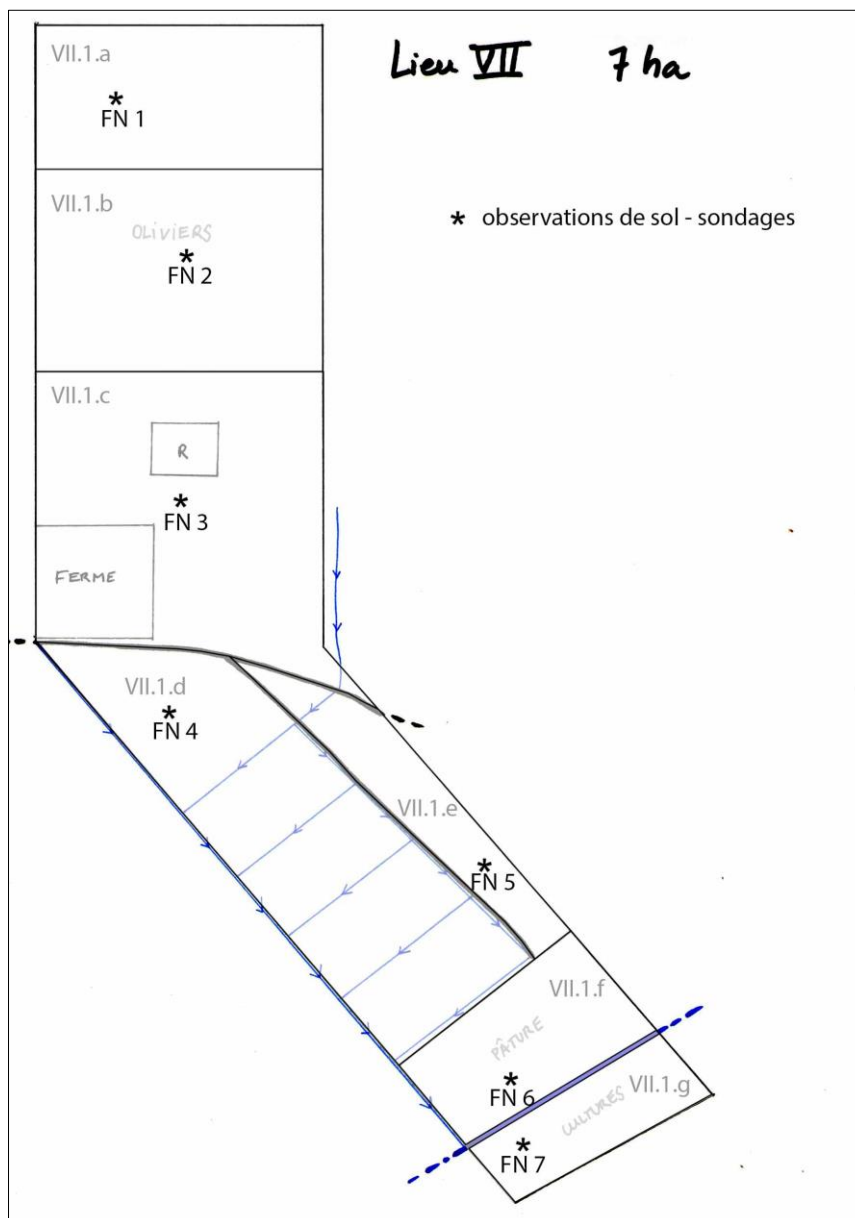 Lieu VII 7 ha
VII.1.a
*
FN 1
VII.1.b
OLIVIERS
*
FN 2
* observations de sol - sondages
VII.1.c
R
*
FN 3
FERME
VII.1.d
*
FN 4
VII.1.e
*
FN 5
VII.1.f
PÂTURE
*
FN 6
VII.1.g
CULTURES
*
FN 7